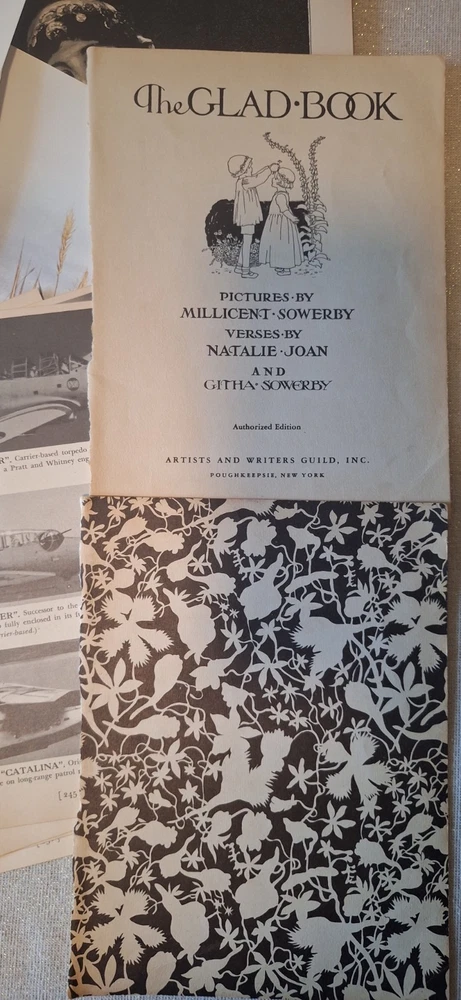 The GLAD·BOOK
PICTURES·BY
MILLICENT·SOWERBY
VERSES·BY
NATALIE·JOAN
AND
GITHA·SOWERBY
Authorized Edition
ARTISTS AND WRITERS GUILD, INC.
POUGHKEEPSIE, NEW YORK
R". Carrier-based torpedo
a Pratt and Whitney eng
ER". Successor to the
fully enclosed in its b
rrier-based.)
"CATALINA".
e on long-range patrol
[245